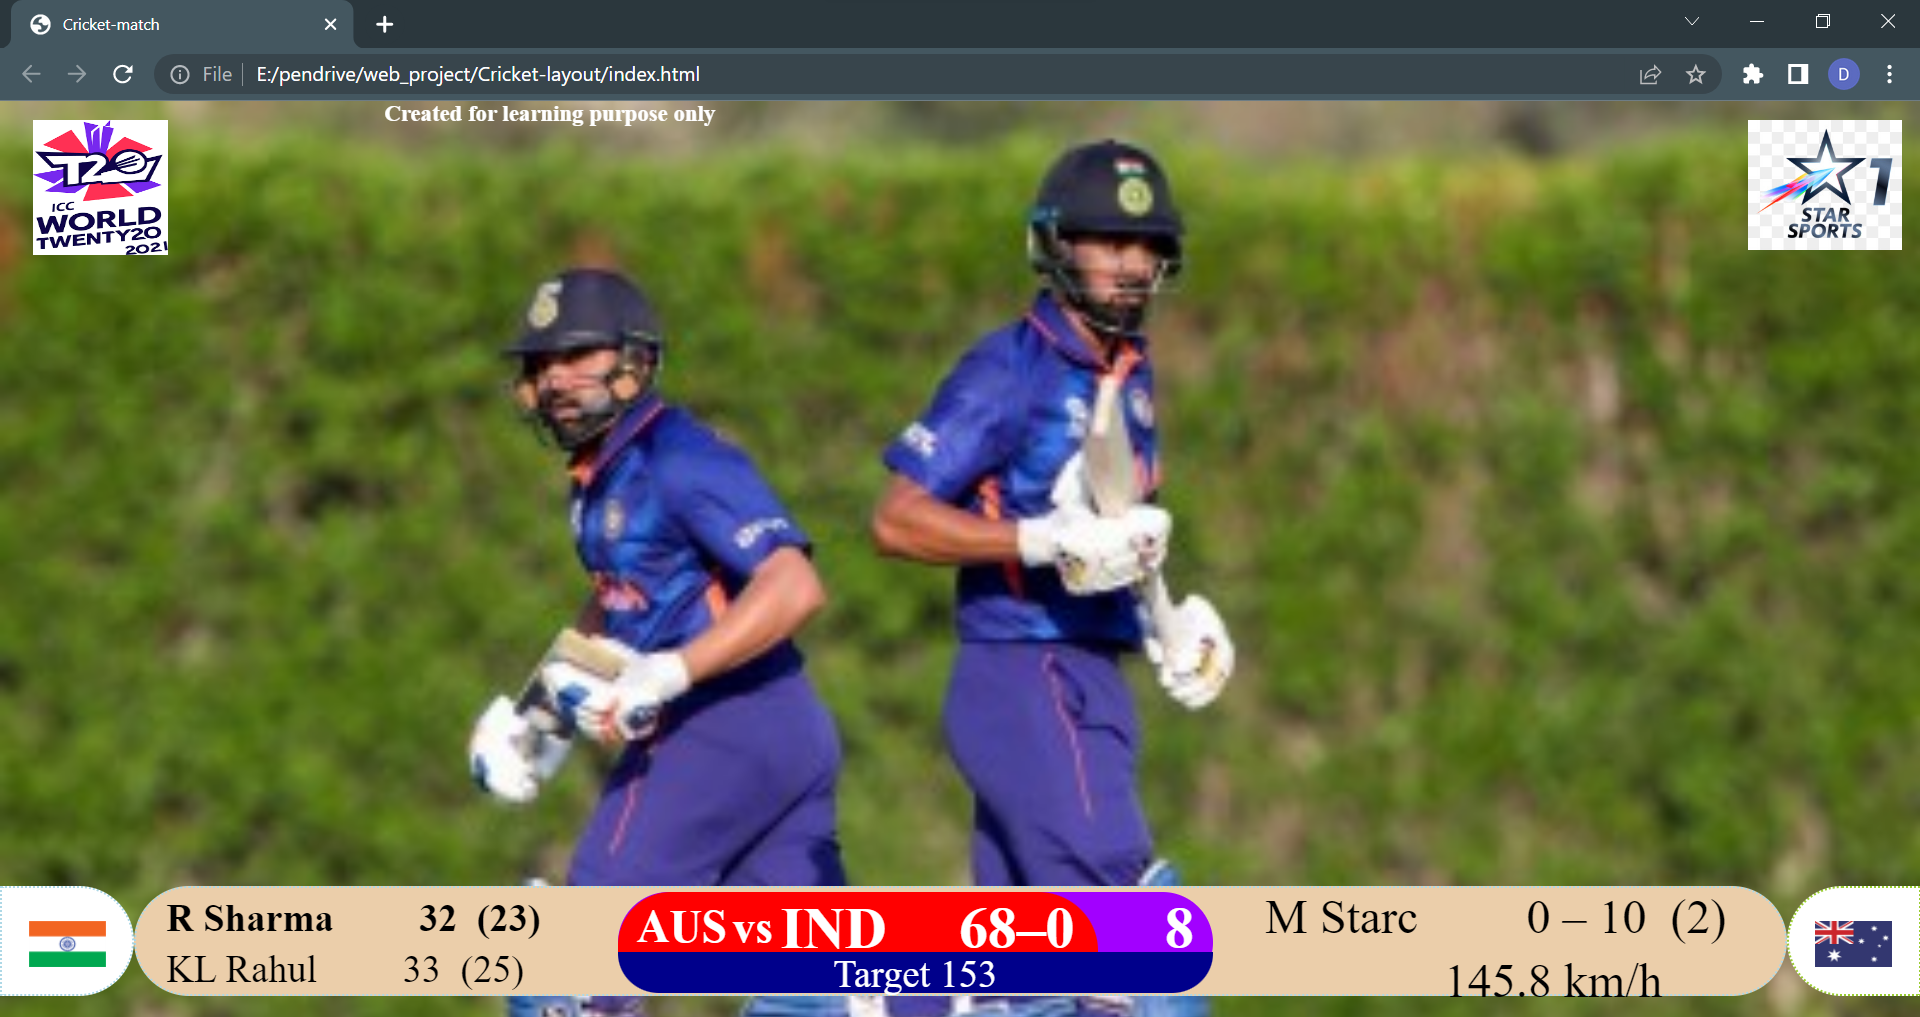 Cricket-match
File
E:/pendrive/web_project/Cricket-layout/index.html
D
Created for learning purpose only
T20
ICC
WORLD
TWENTY20
2021
1
STAR
SPORTS
R Sharma 32 (23)
KL Rahul 33 (25)
AUS vs IND 68–0 8
Target 153
M Starc 0 – 10 (2)
145.8 km/h